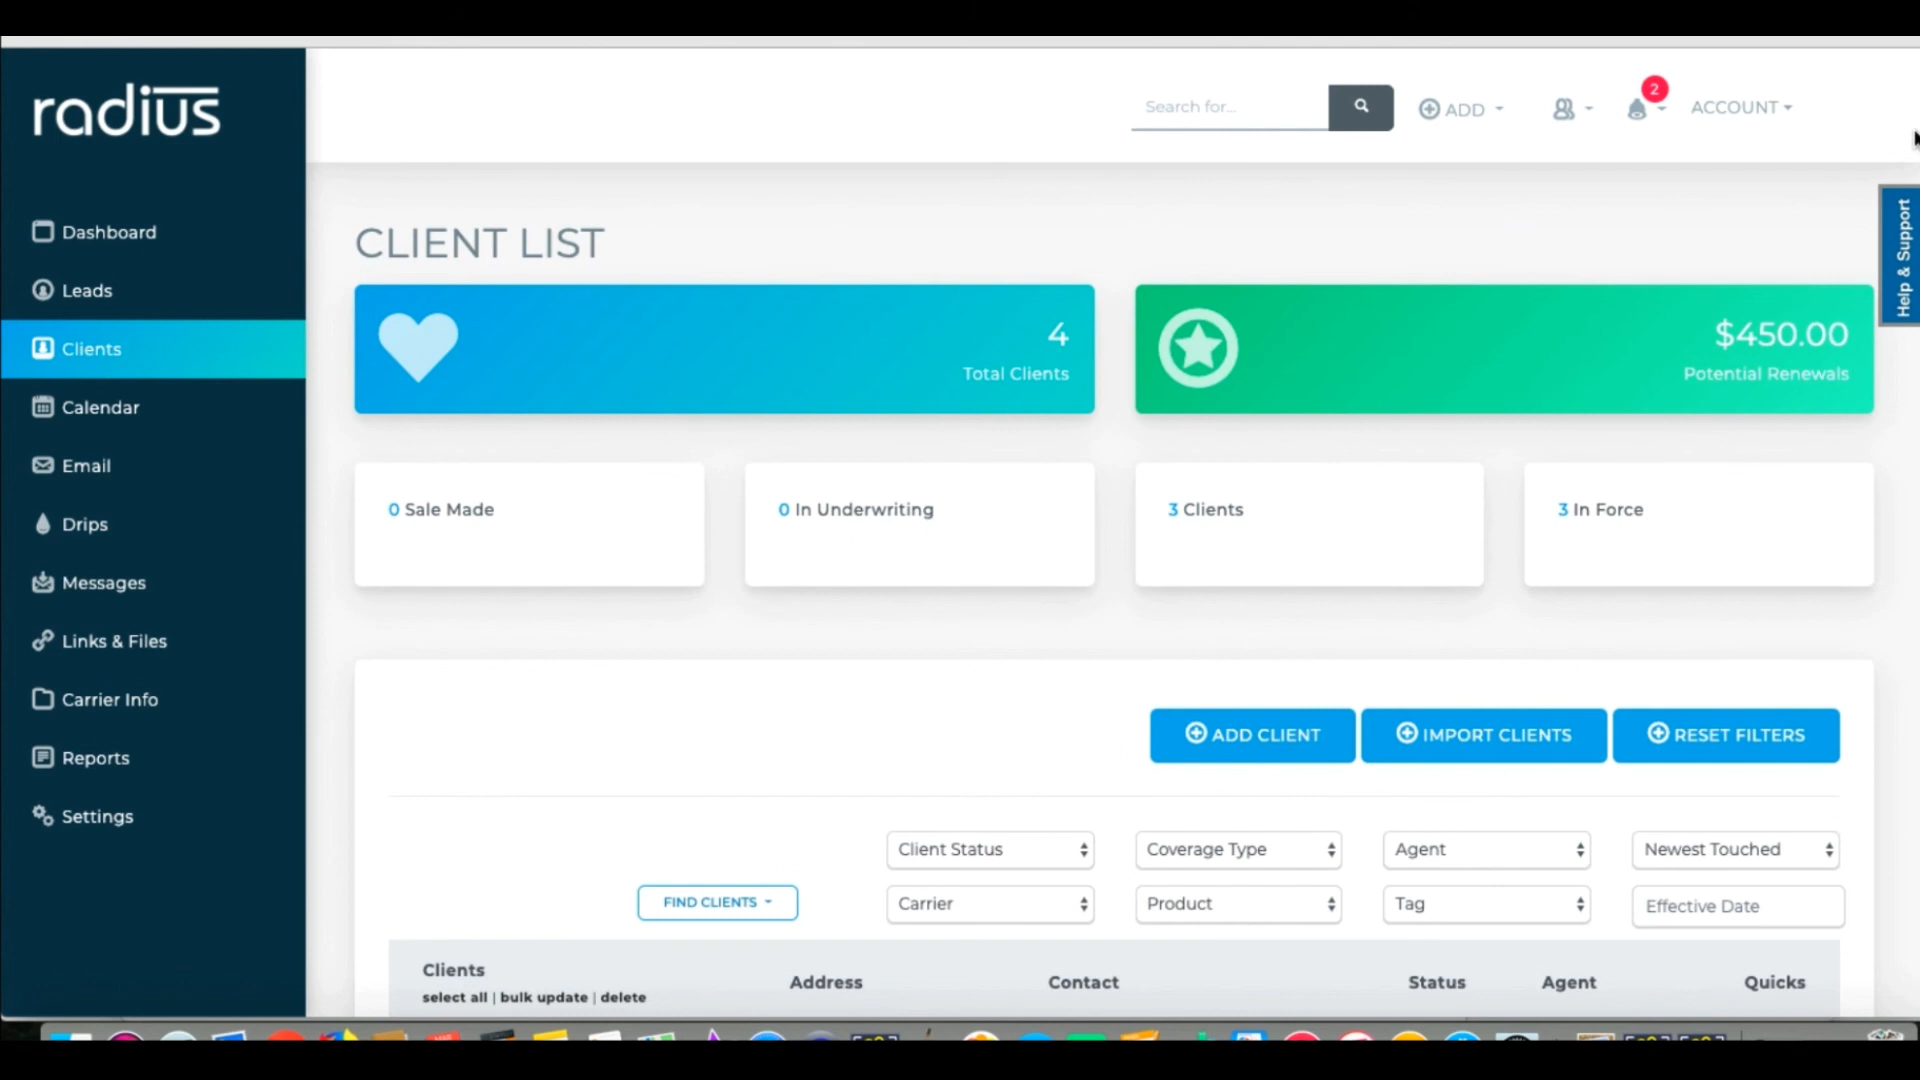 radius
Search for...
ADD
2
ACCOUNT
Dashboard
Leads
Clients
Calendar
Email
Drips
Messages
Links & Files
Carrier Info
Reports
Settings
Help & Support
CLIENT LIST
4
Total Clients
$450.00
Potential Renewals
0 Sale Made
0 In Underwriting
3 Clients
3 In Force
ADD CLIENT
IMPORT CLIENTS
RESET FILTERS
Client Status
Coverage Type
Agent
Newest Touched
FIND CLIENTS
Carrier
Product
Tag
Effective Date
Clients
select all | bulk update | delete
Address
Contact
Status
Agent
Quicks